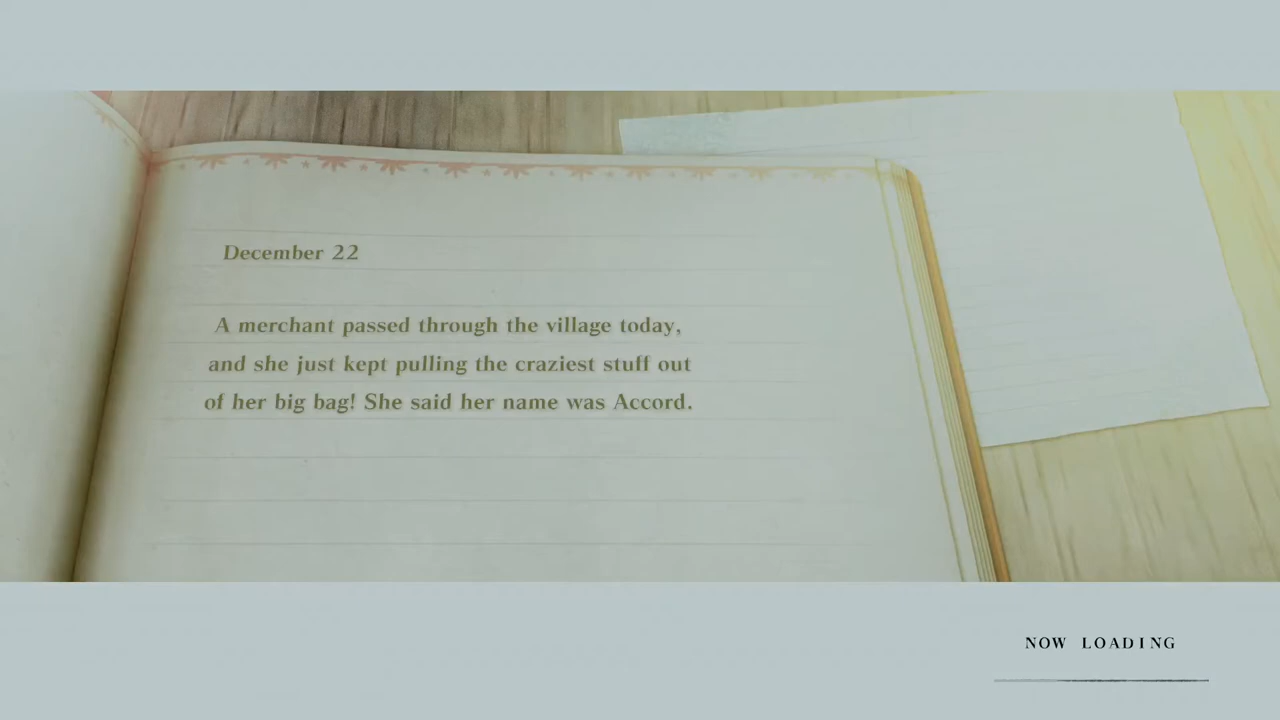 December 22
A merchant passed through the village today,
and she just kept pulling the craziest stuff out
of her big bag! She said her name was Accord.
NOW LOADING